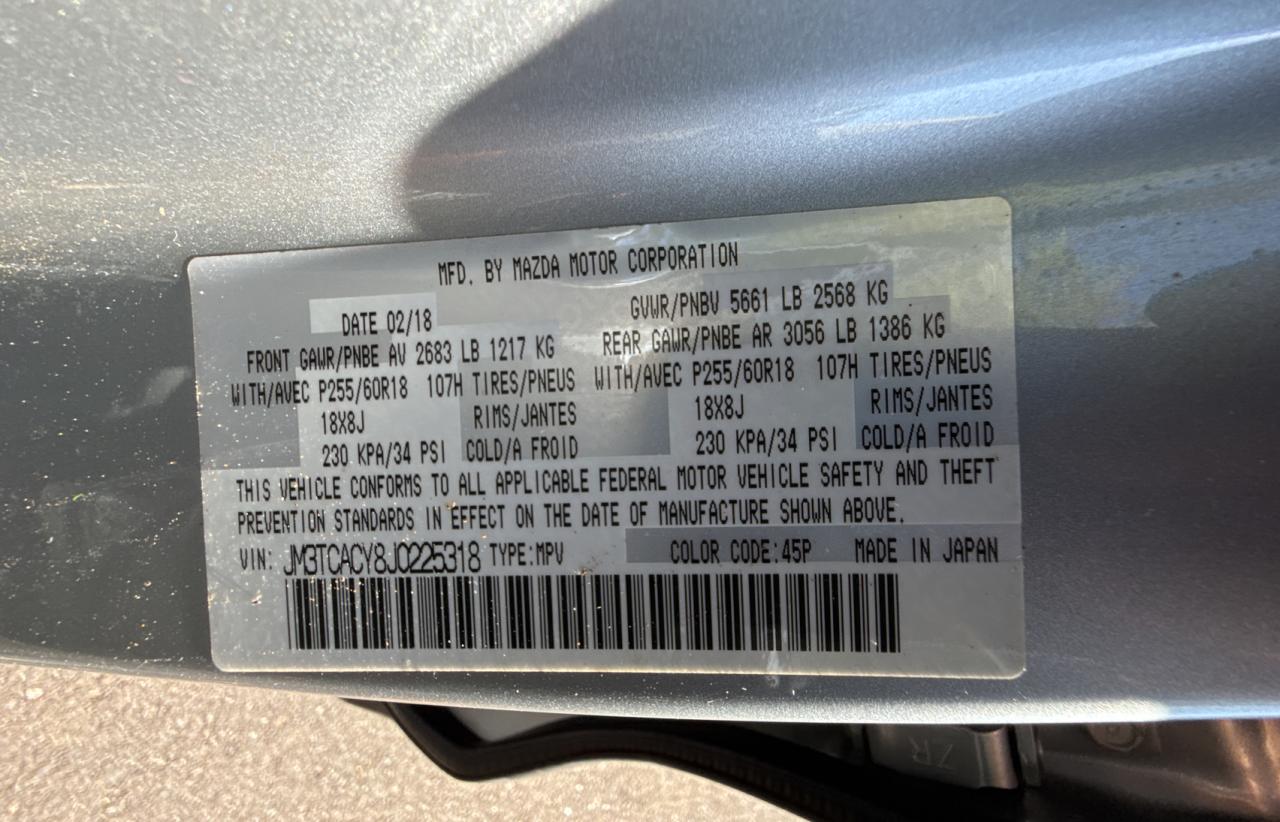 MFD. BY MAZDA MOTOR CORPORATION
DATE 02/18 GVWR/PNBV 5661 LB 2568 KG
FRONT GAWR/PNBE AV 2683 LB 1217 KG REAR GAWR/PNBE AR 3056 LB 1386 KG
WITH/AVEC P255/60R18 107H TIRES/PNEUS WITH/AVEC P255/60R18 107H TIRES/PNEUS
18X8J RIMS/JANTES 18X8J RIMS/JANTES
230 KPA/34 PSI COLD/A FROID 230 KPA/34 PSI COLD/A FROID
THIS VEHICLE CONFORMS TO ALL APPLICABLE FEDERAL MOTOR VEHICLE SAFETY AND THEFT
PREVENTION STANDARDS IN EFFECT ON THE DATE OF MANUFACTURE SHOWN ABOVE.
VIN: JM3TCACY8J0225318 TYPE:MPV COLOR CODE:45P MADE IN JAPAN